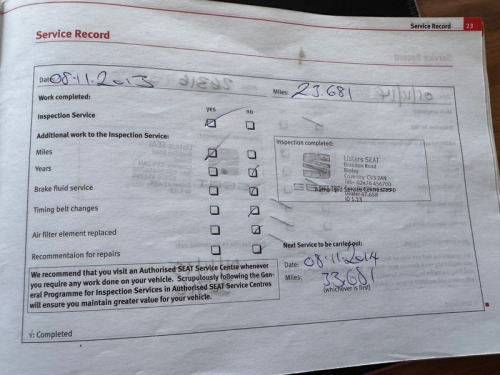 Service Record 23
Service Record
Date: 08.11.2013
Miles: 23.681
Work completed:
yes no
Inspection Service
Additional work to the Inspection Service:
Inspection completed:
Miles
Years
Brake fluid service
Timing belt changes
Air filter element replaced
Recommentaion for repairs
Listers SEAT
Coventry CV3 2AN
Next Service to be carried out:
Date: 08.11.2014
Miles: 33.681
(whichever is first)
We recommend that you visit an Authorised SEAT Service Centre whenever
you require any work done on your vehicle. Scrupulously following the Gen-
eral Programme for Inspection Services in Authorised SEAT Service Centres
will ensure you maintain greater value for your vehicle.
√: Completed